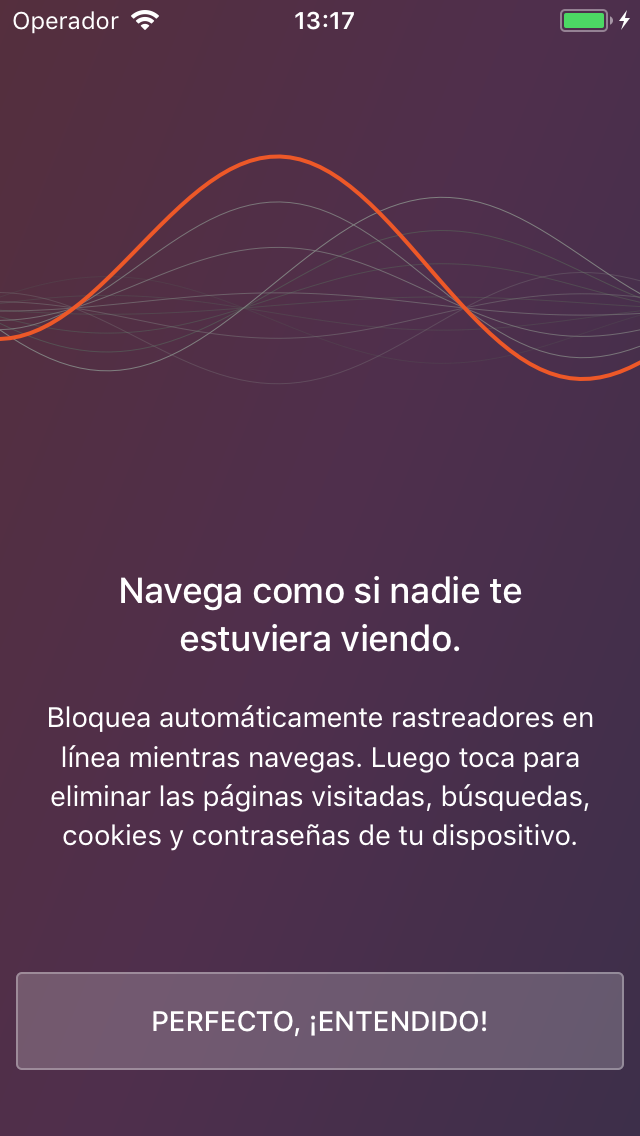 Operador 13:17
Navega como si nadie te
estuviera viendo.
Bloquea automáticamente rastreadores en
línea mientras navegas. Luego toca para
eliminar las páginas visitadas, búsquedas,
cookies y contraseñas de tu dispositivo.
PERFECTO, ¡ENTENDIDO!